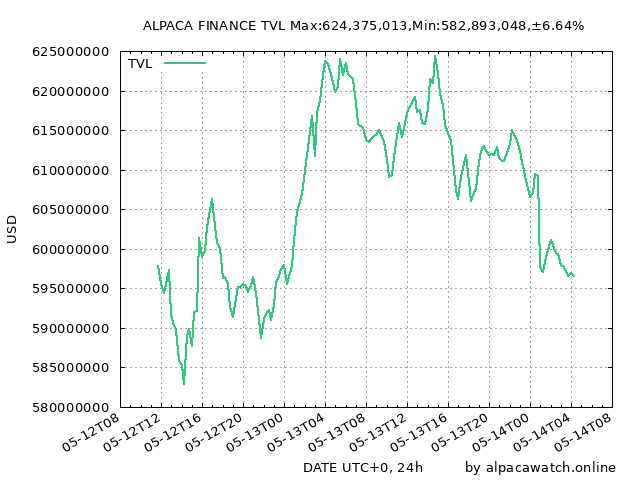 ALPACA FINANCE TVL Max:624,375,013,Min:582,893,048,±6.64%
625000000
TVL
620000000
615000000
610000000
605000000
USD
600000000
595000000
590000000
585000000
580000000
05-12T08
05-12T12
05-12T16
05-12T20
05-13T00
05-13T04
05-13T08
05-13T12
05-13T16
05-13T20
05-14T00
05-14T04
05-14T08
DATE UTC+0, 24h
by alpacawatch.online